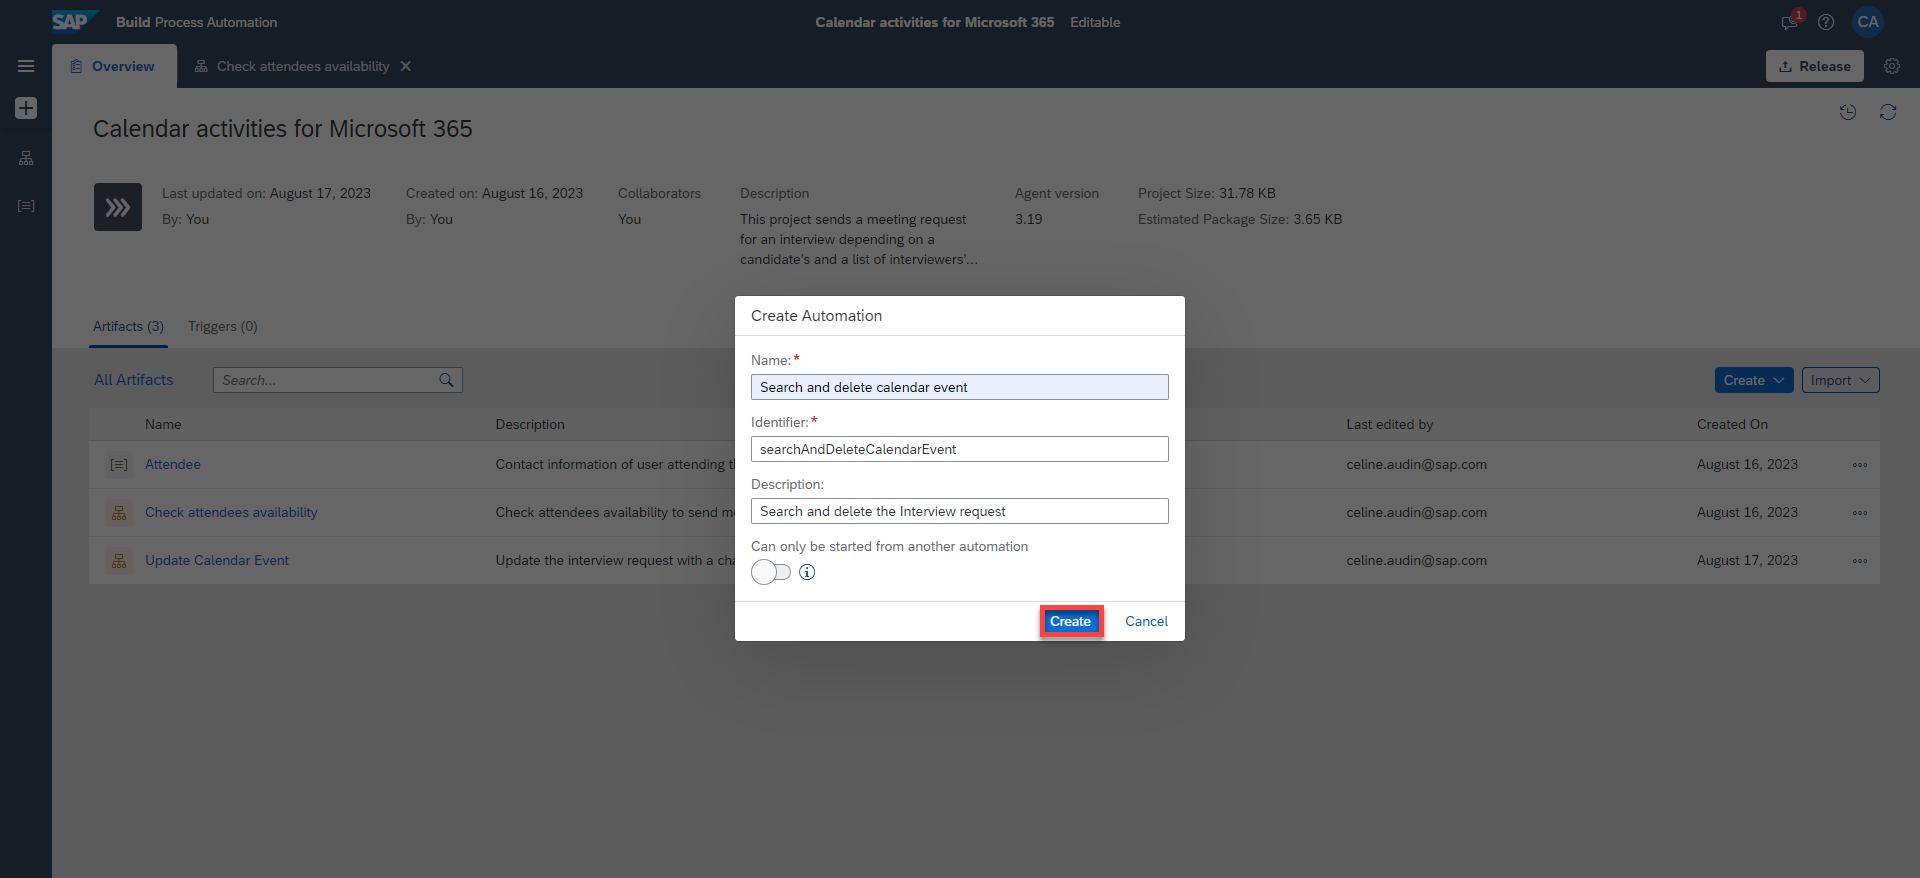 SAP Build Process Automation
Calendar activities for Microsoft 365 Editable
1
CA
Overview
Check attendees availability
Release
Calendar activities for Microsoft 365
Last updated on: August 17, 2023
By: You
Created on: August 16, 2023
By: You
Collaborators
You
Description
This project sends a meeting request
for an interview depending on a
candidate's and a list of interviewers'...
Agent version
3.19
Project Size: 31.78 KB
Estimated Package Size: 3.65 KB
Artifacts (3)
Triggers (0)
All Artifacts
Search...
Create
Import
Name
Description
Last edited by
Created On
Attendee
Contact information of user attending
celine.audin@sap.com
August 16, 2023
Check attendees availability
Check attendees availability to send
celine.audin@sap.com
August 16, 2023
Update Calendar Event
Update the interview request with a
celine.audin@sap.com
August 17, 2023
Create Automation
Name:*
Search and delete calendar event
Identifier:*
searchAndDeleteCalendarEvent
Description:
Search and delete the Interview request
Can only be started from another automation
Create
Cancel